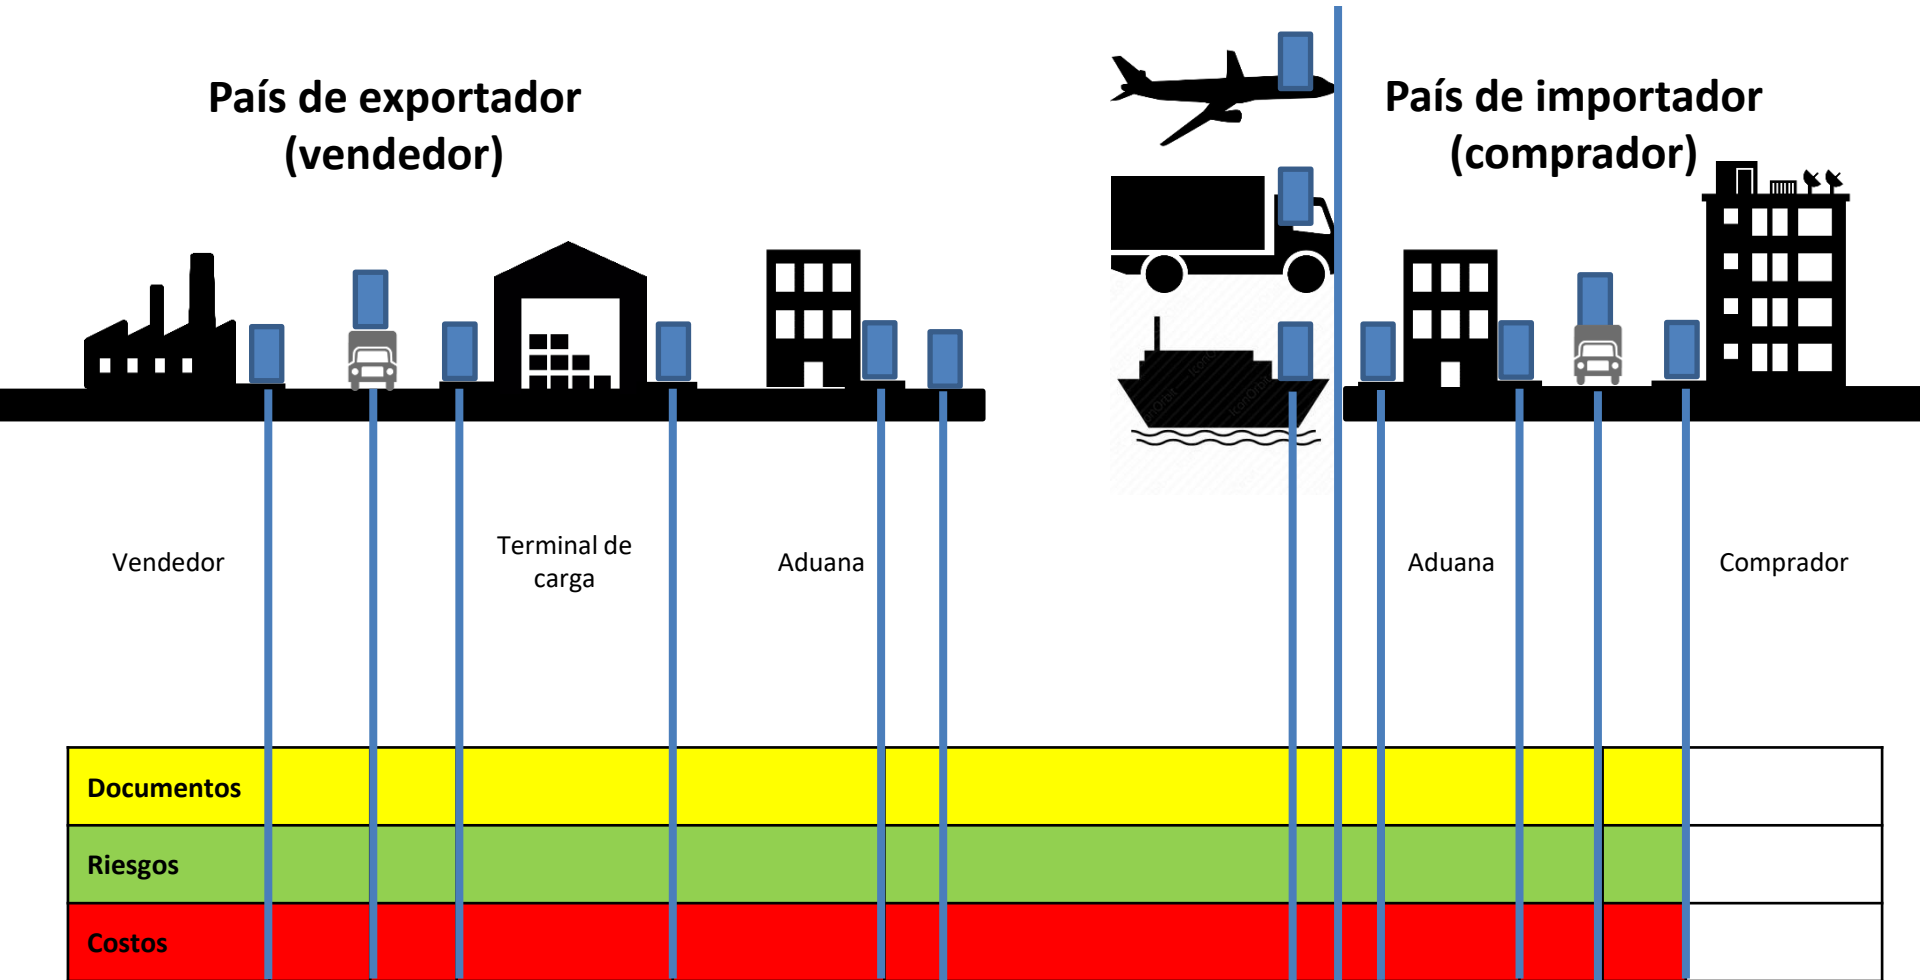 País de exportador
(vendedor)
País de importador
(comprador)
Vendedor
Terminal de
carga
Aduana
Aduana
Comprador
Documentos
Riesgos
Costos